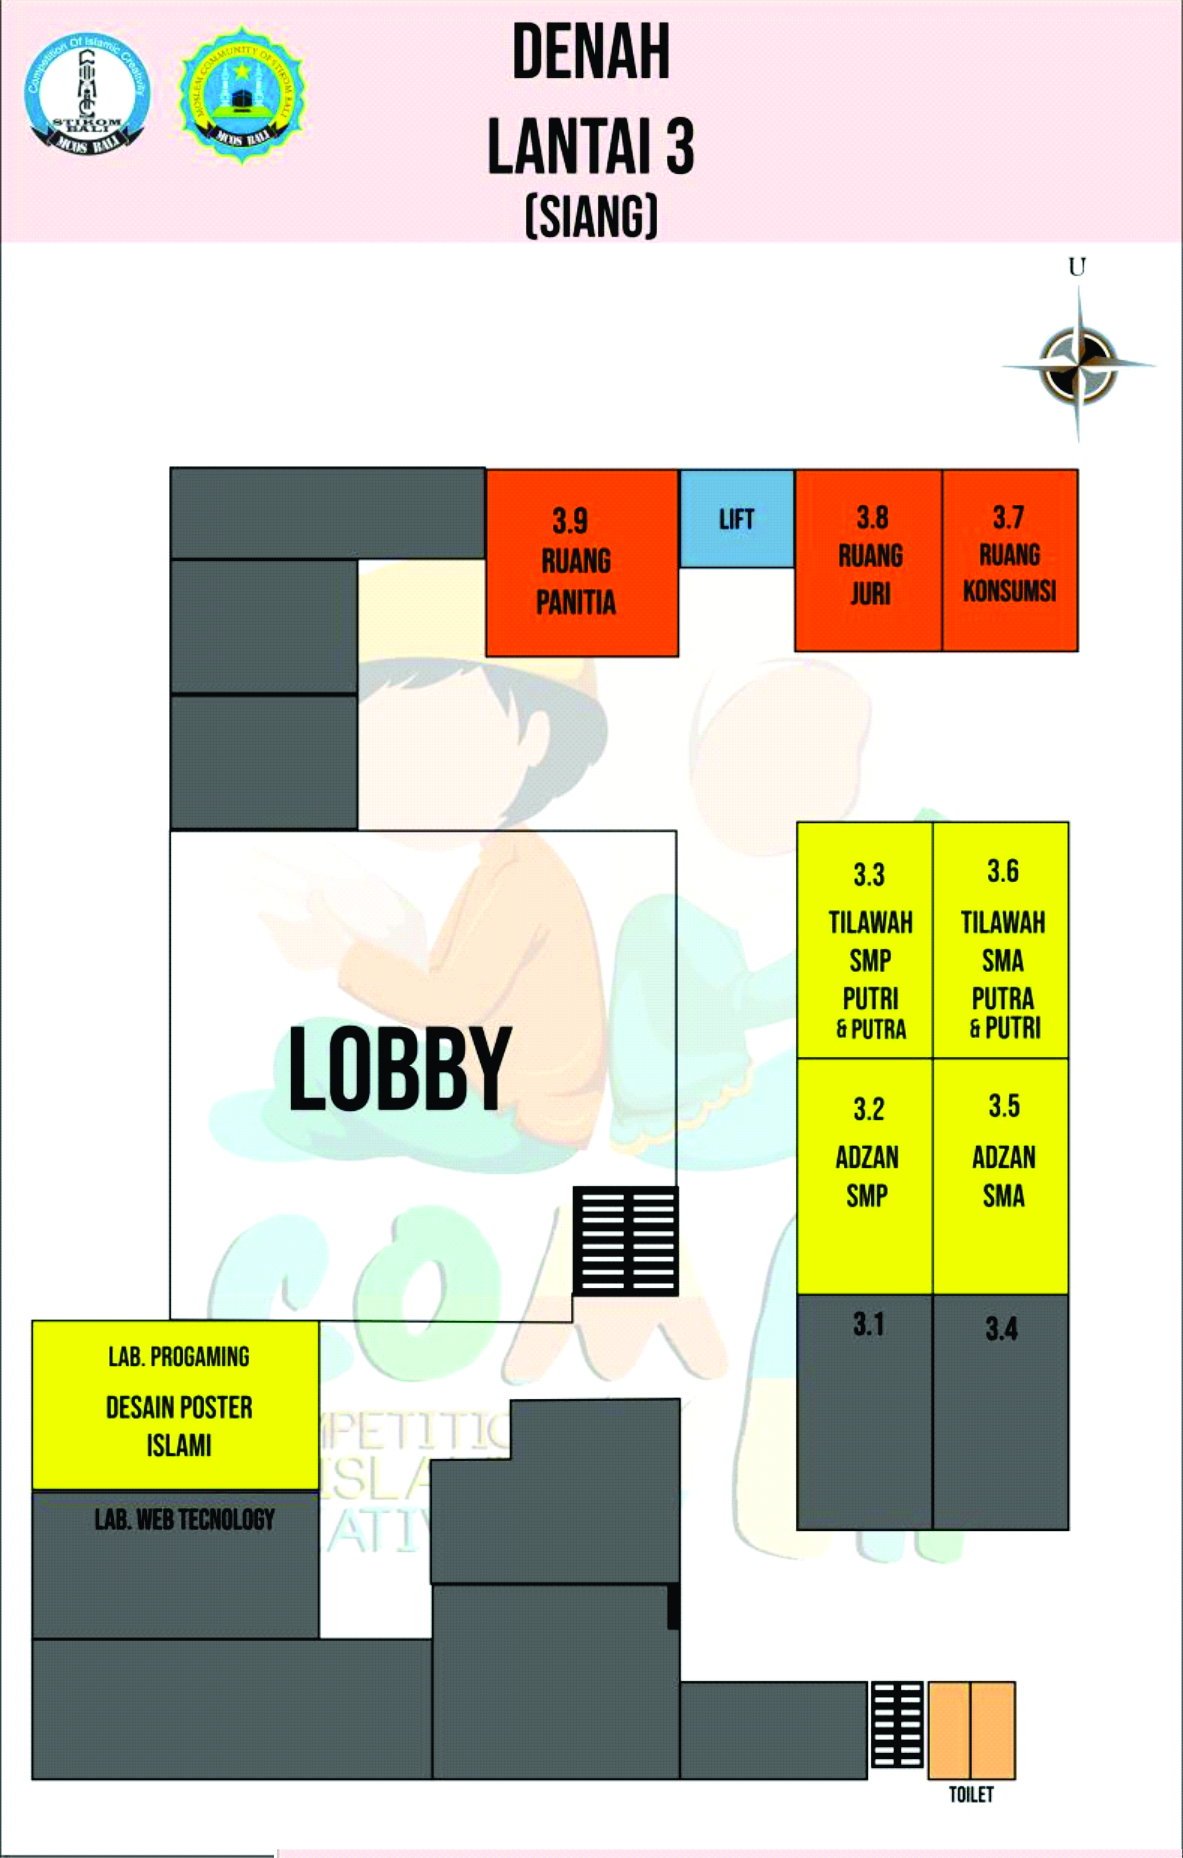 Competition Of Islamic Creativity
COMIC
STIKOM
BALI
MCOS BALI
MOSLEM COMMUNITY OF STIKOM BALI
MCOS BALI
DENAH
LANTAI 3
(SIANG)
U
3.9
RUANG
PANITIA
LIFT
3.8
RUANG
JURI
3.7
RUANG
KONSUMSI
3.3
TILAWAH
SMP
PUTRI
& PUTRA
3.6
TILAWAH
SMA
PUTRA
& PUTRI
LOBBY
3.2
ADZAN
SMP
3.5
ADZAN
SMA
3.1
3.4
LAB. PROGAMING
DESAIN POSTER
ISLAMI
LAB. WEB TECNOLOGY
TOILET